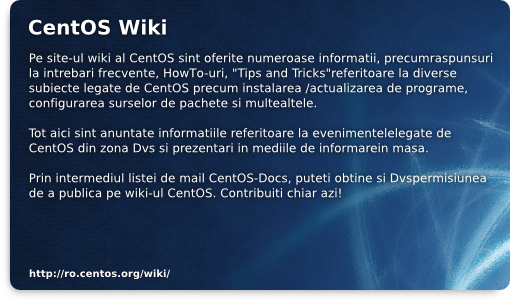 CentOS Wiki
Pe site-ul wiki al CentOS sint oferite numeroase informatii, precumraspunsuri
la intrebari frecvente, HowTo-uri, "Tips and Tricks"referitoare la diverse
subiecte legate de CentOS precum instalarea /actualizarea de programe,
configurarea surselor de pachete si multealtele.
Tot aici sint anuntate informatiile referitoare la evenimentelelegate de
CentOS din zona Dvs si prezentari in mediile de informarein masa.
Prin intermediul listei de mail CentOS-Docs, puteti obtine si Dvspermisiunea
de a publica pe wiki-ul CentOS. Contribuiti chiar azi!
http://ro.centos.org/wiki/